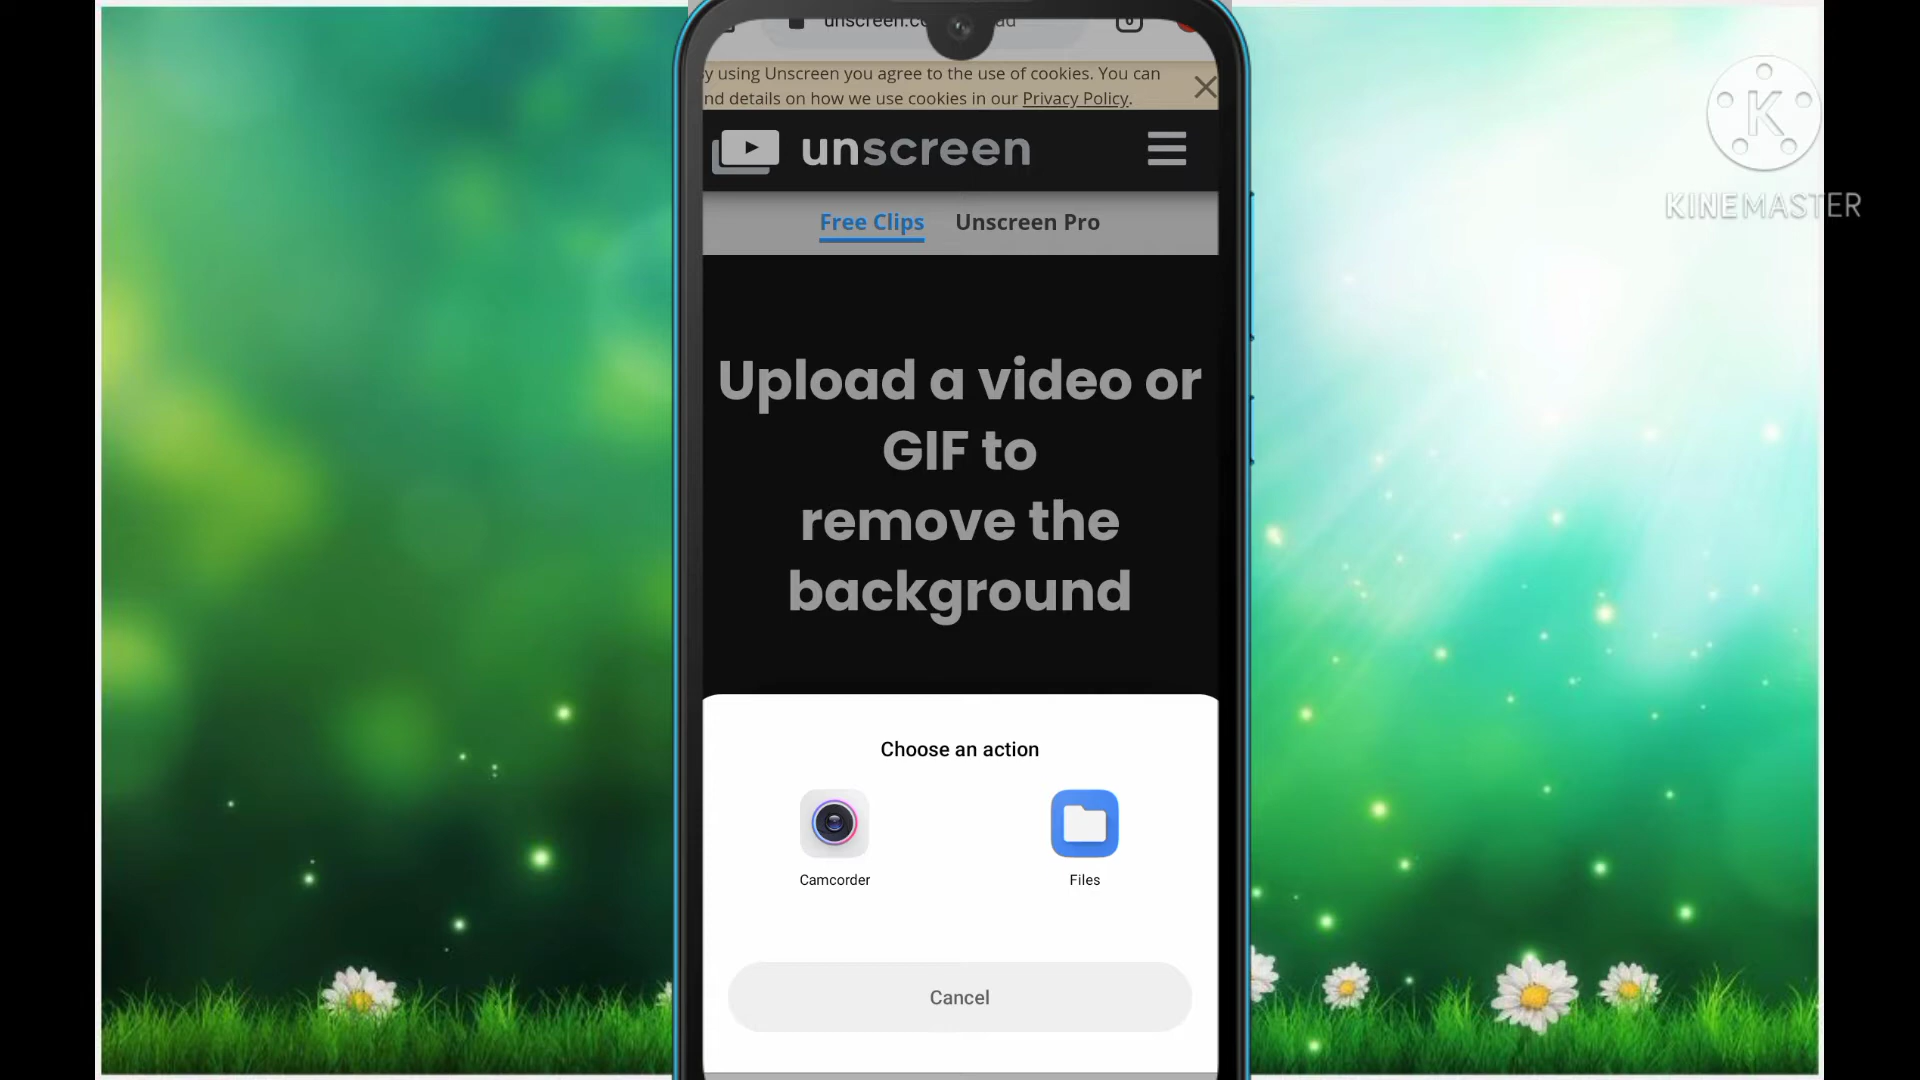 By using Unscreen you agree to the use of cookies. You can
nd details on how we use cookies in our Privacy Policy.
unscreen
Free Clips Unscreen Pro
Upload a video or
GIF to
remove the
background
Choose an action
Camcorder Files
Cancel
K
KINEMASTER